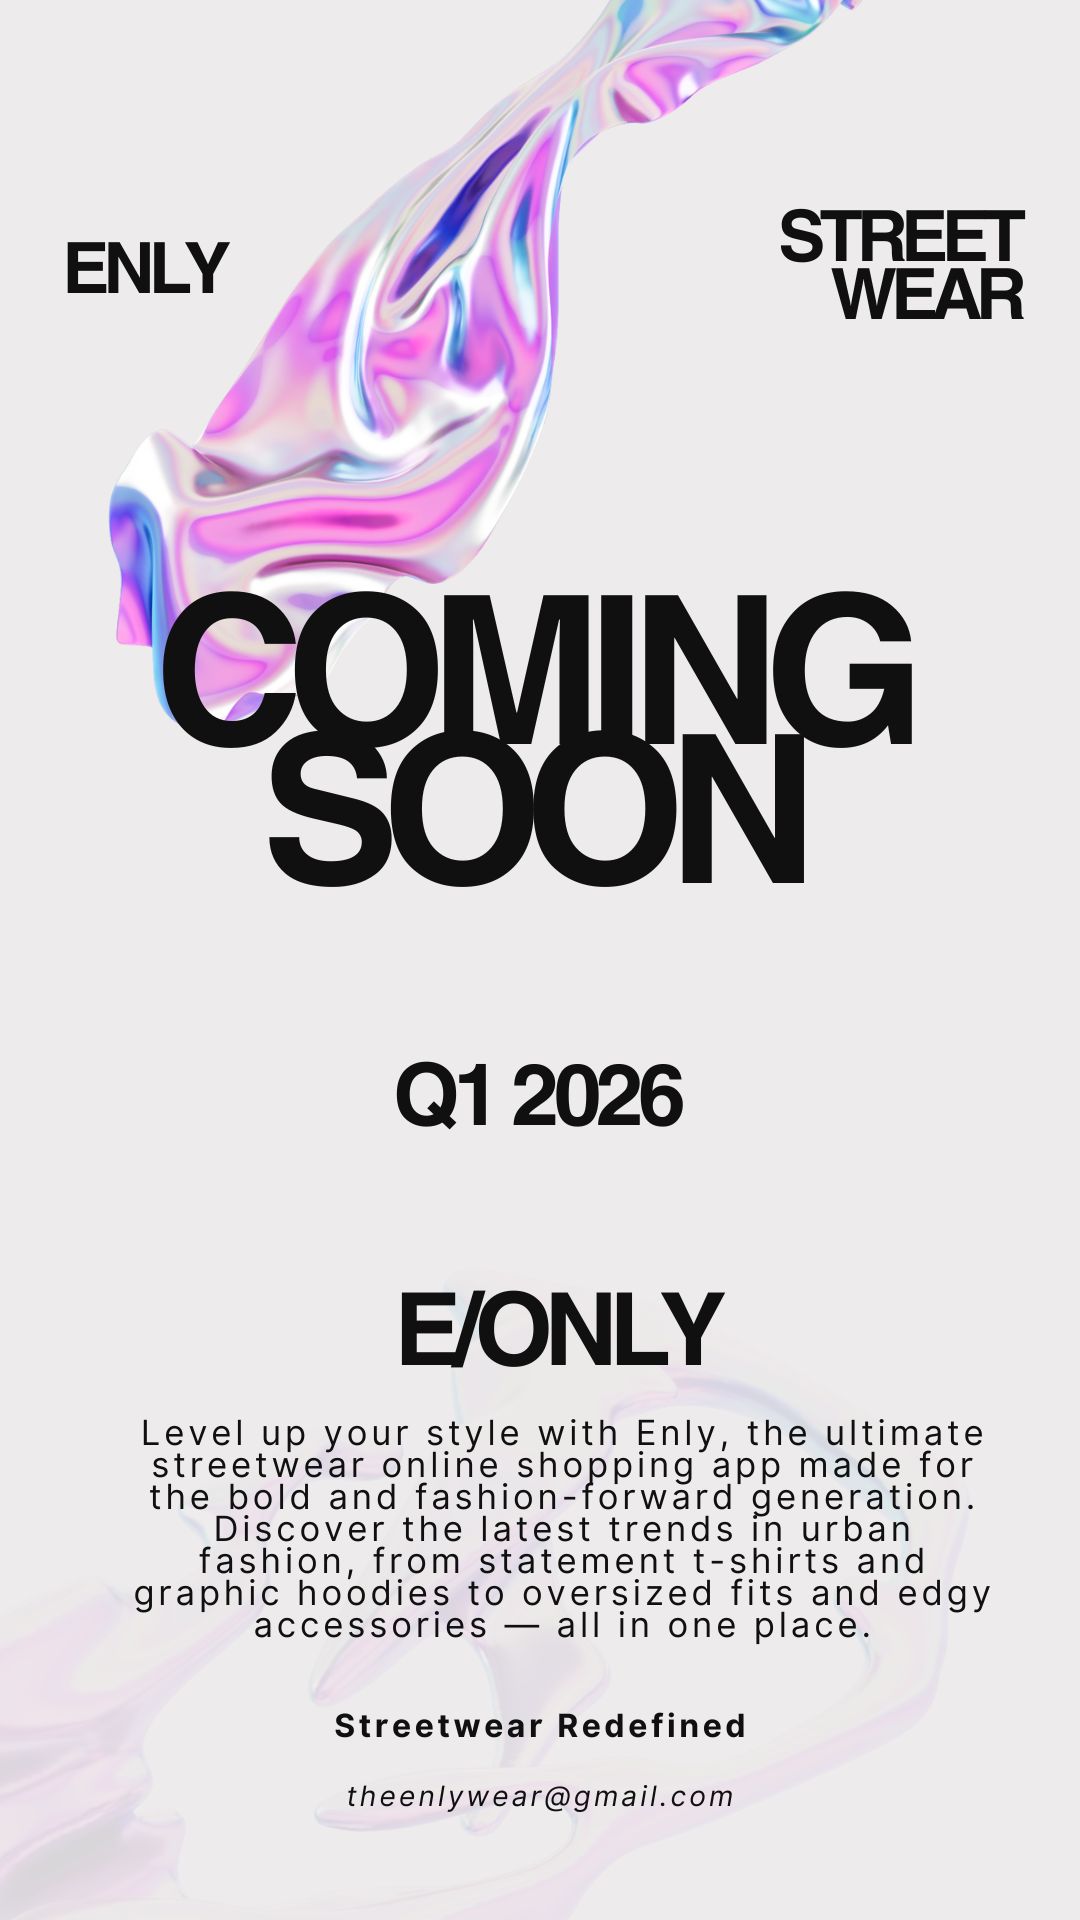 ENLY
STREET
WEAR
COMING
SOON
Q1 2026
E/ONLY
Level up your style with Enly, the ultimate
streetwear online shopping app made for
the bold and fashion-forward generation.
Discover the latest trends in urban
fashion, from statement t-shirts and
graphic hoodies to oversized fits and edgy
accessories — all in one place.
Streetwear Redefined
theenlywear@gmail.com